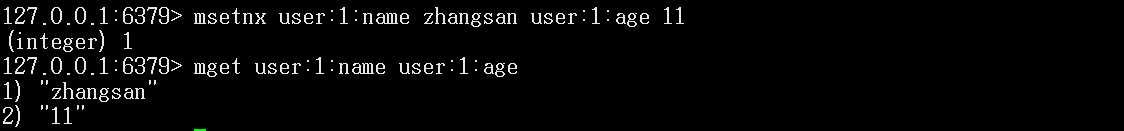 127.0.0.1:6379> msetnx user:1:name zhangsan user:1:age 11
(integer) 1
127.0.0.1:6379> mget user:1:name user:1:age
1) "zhangsan"
2) "11"